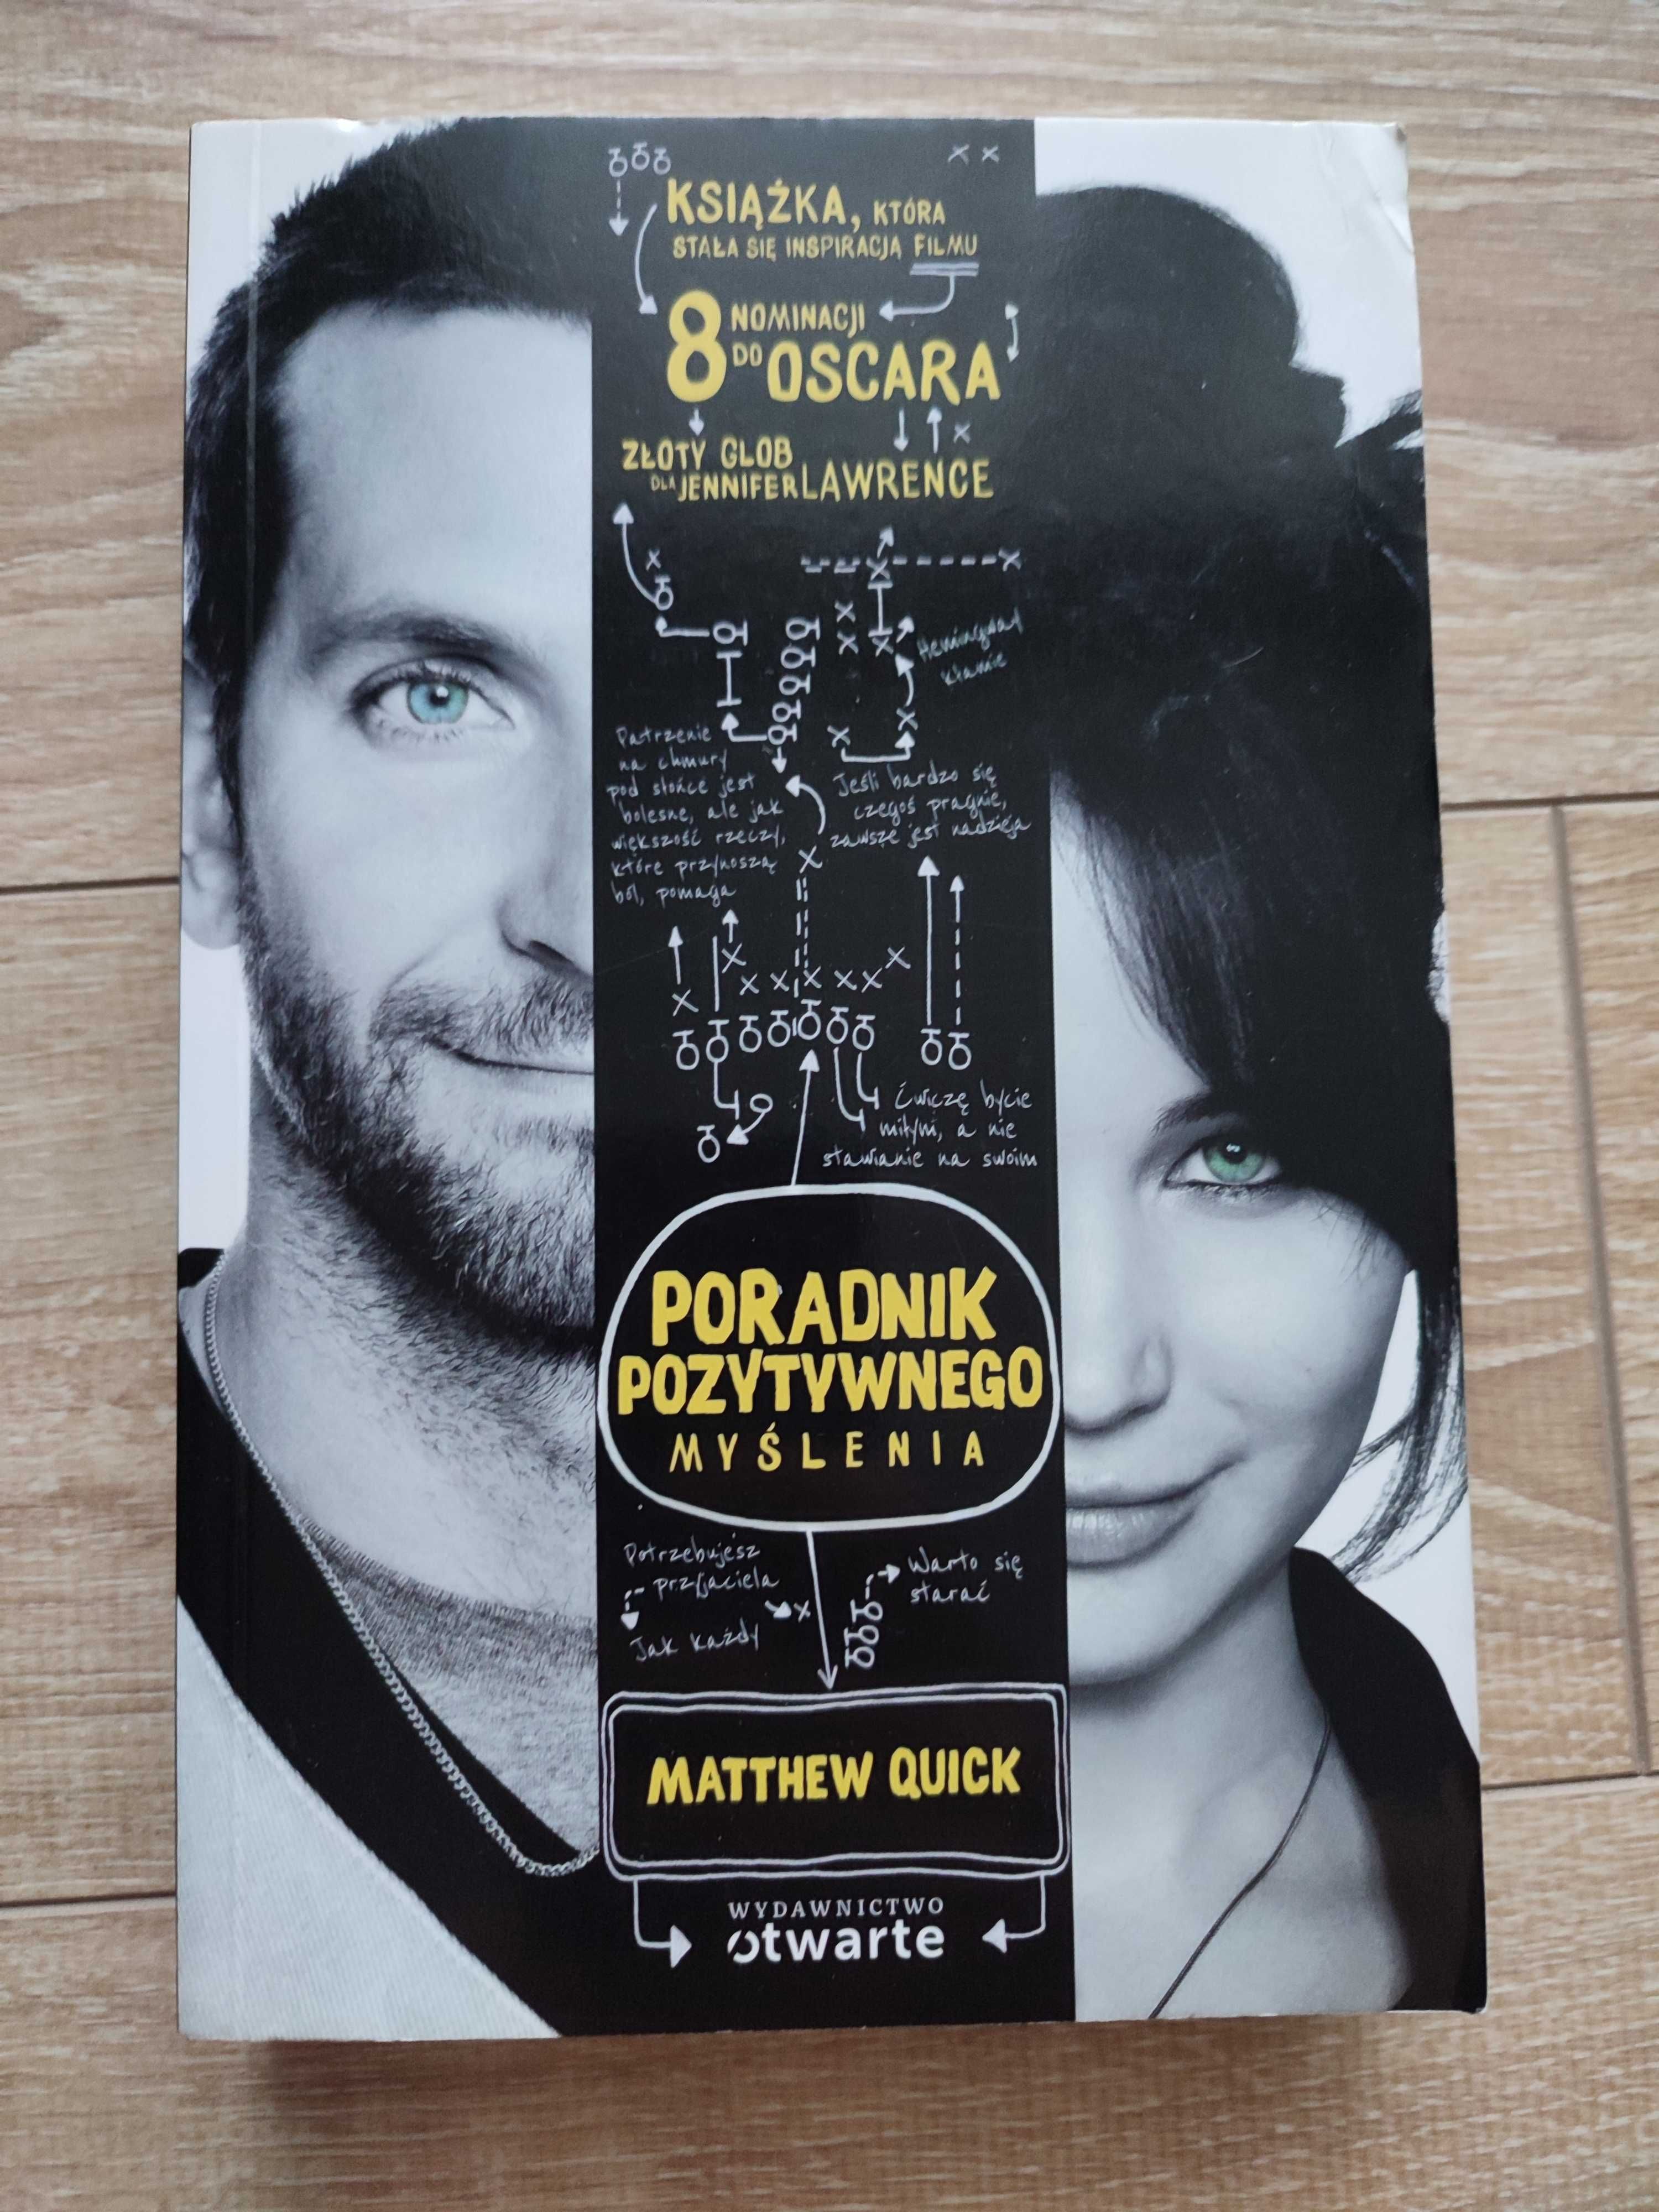 KSIĄŻKA, KTÓRA
STAŁA SIĘ INSPIRACJĄ FILMU
8 NOMINACJI
DO OSCARA
ZŁOTY GLOB
DLA JENNIFER LAWRENCE
Hemingway
kłamie
Patrzenie
na chmury
pod słońce jest
bolesne, ale jak
większość rzeczy,
które przynoszą
ból, pomaga
Jeśli bardzo się
czegoś pragnie,
zawsze jest nadzieja
Ćwiczę bycie
miłym, a nie
stawianie na swoim
PORADNIK
POZYTYWNEGO
MYŚLENIA
Potrzebujesz
przyjaciela
Jak każdy
Warto się
starać
MATTHEW QUICK
WYDAWNICTWO
otwarte